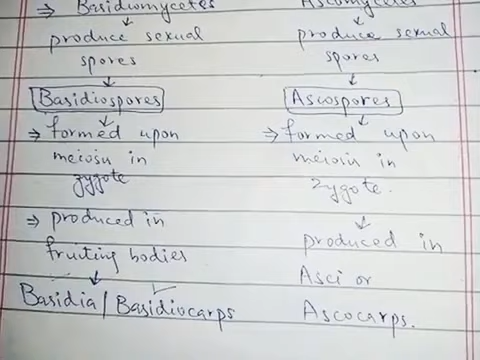 ⇒ Basidiomycetes
↓
produce sexual
spores
↓
Basidiospores
⇒ formed upon
meiosis in
zygote
⇒ produced in
fruiting bodies
↓
Basidia / Basidiocarps
Ascomycetes
↓
produce sexual
spores
↓
Ascospores
↓
⇒ formed upon
meiosis in
zygote.
↓
produced in
Asci or
Ascocarps.